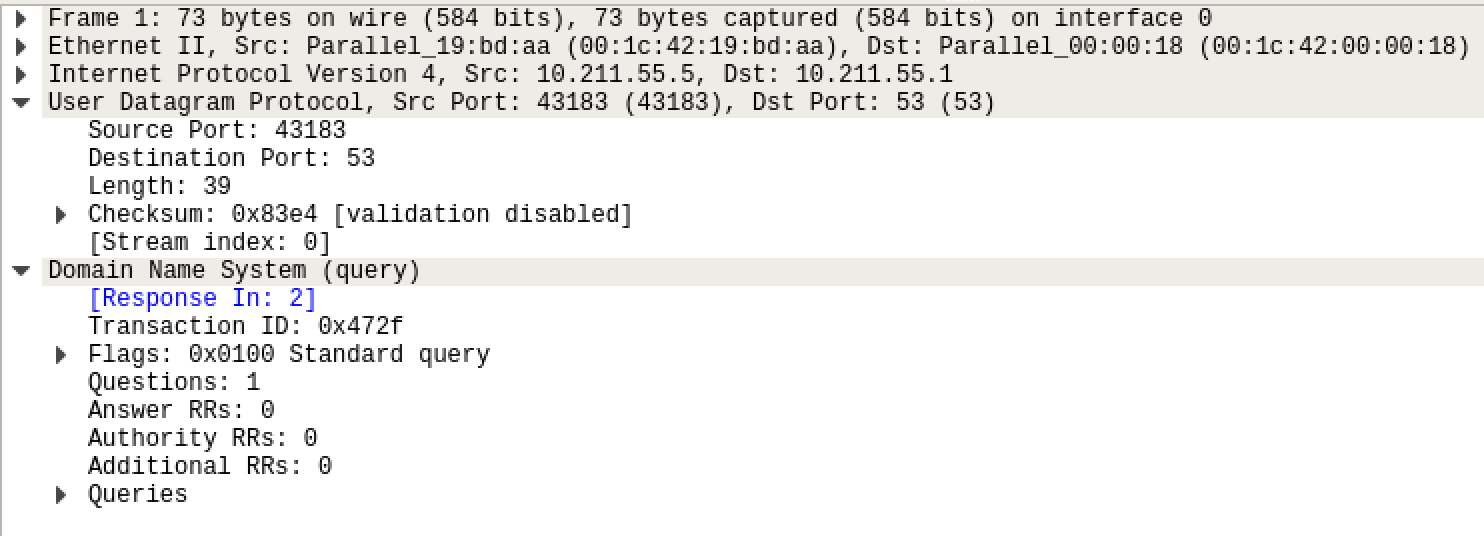 Frame 1: 73 bytes on wire (584 bits), 73 bytes captured (584 bits) on interface 0
Ethernet II, Src: Parallel_19:bd:aa (00:1c:42:19:bd:aa), Dst: Parallel_00:00:18 (00:1c:42:00:00:18)
Internet Protocol Version 4, Src: 10.211.55.5, Dst: 10.211.55.1
User Datagram Protocol, Src Port: 43183 (43183), Dst Port: 53 (53)
Source Port: 43183
Destination Port: 53
Length: 39
Checksum: 0x83e4 [validation disabled]
[Stream index: 0]
Domain Name System (query)
[Response In: 2]
Transaction ID: 0x472f
Flags: 0x0100 Standard query
Questions: 1
Answer RRs: 0
Authority RRs: 0
Additional RRs: 0
Queries